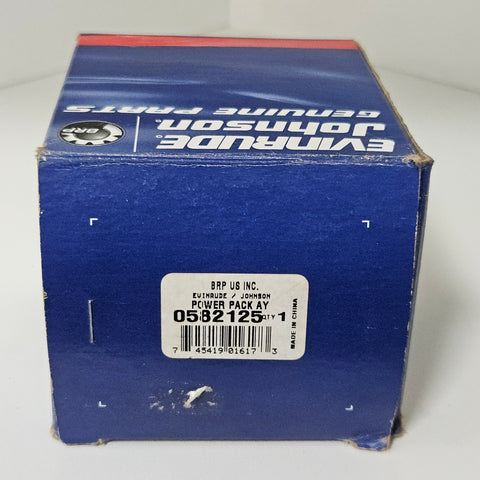 EVINRUDE
Johnson
GENUINE PARTS
BRP
BRP US INC.
EVINRUDE / JOHNSON
POWER PACK AY
0582125 QTY 1
7 45419 01617 3
MADE IN CHINA